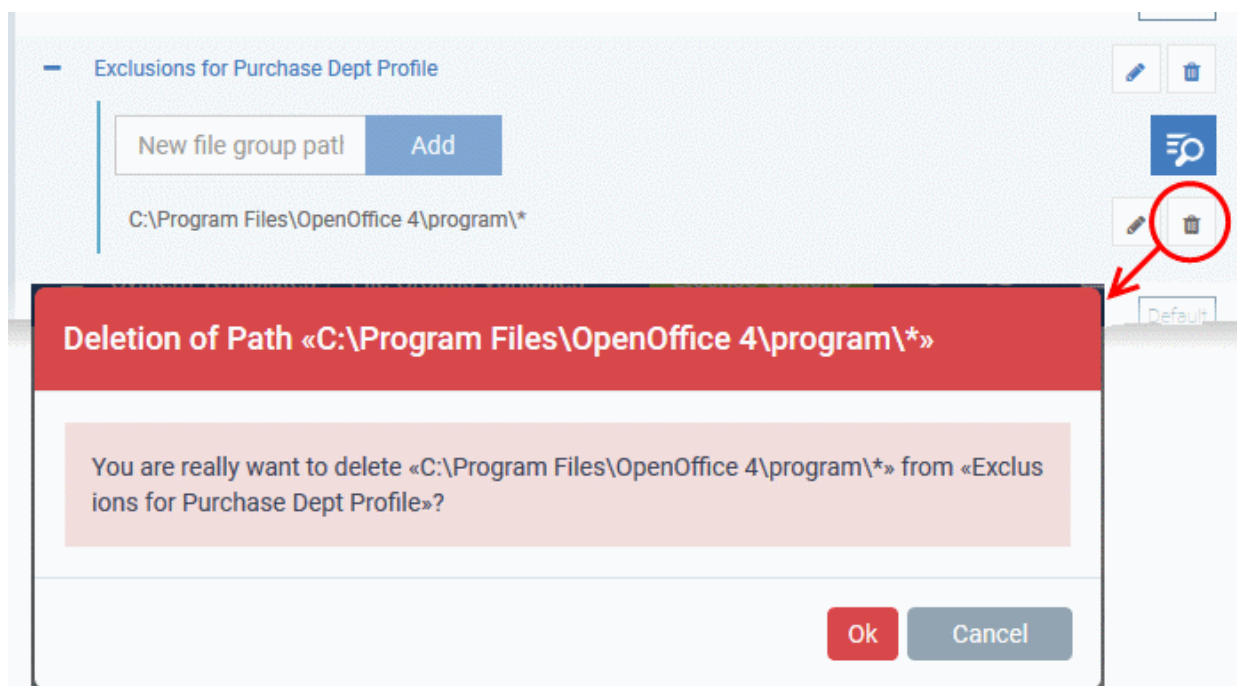 Exclusions for Purchase Dept Profile
New file group path Add
C:\Program Files\OpenOffice 4\program\*
Default
Deletion of Path «C:\Program Files\OpenOffice 4\program\*»
You are really want to delete «C:\Program Files\OpenOffice 4\program\*» from «Exclus
ions for Purchase Dept Profile»?
Ok Cancel